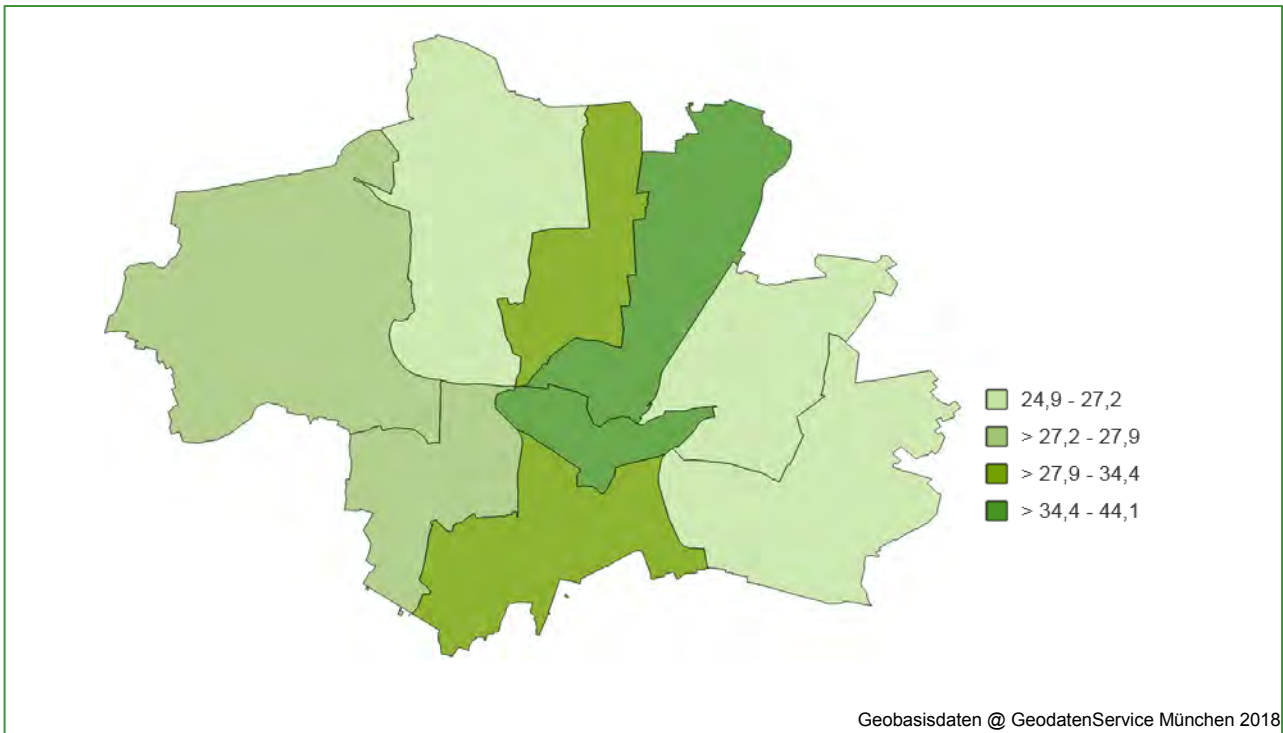 24,9 - 27,2
> 27,2 - 27,9
> 27,9 - 34,4
> 34,4 - 44,1
Geobasisdaten @ GeodatenService München 2018